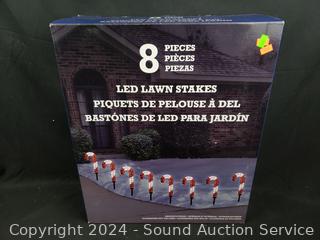 8
PIECES
PIÈCES
PIEZAS
LED LAWN STAKES
PIQUETS DE PELOUSE À DEL
BASTÓNES DE LED PARA JARDÍN
Copyright 2024 - Sound Auction Service